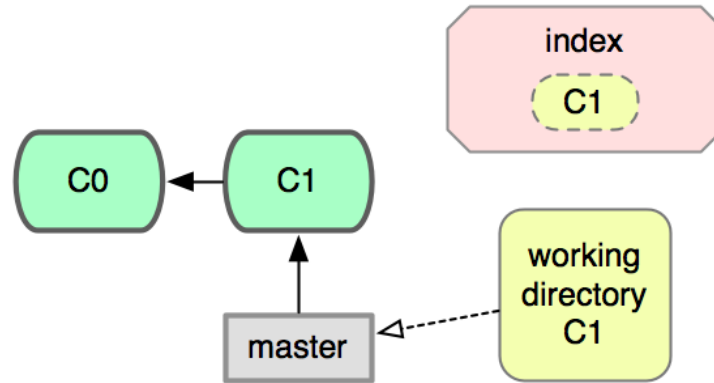 index
C1
C0
C1
working
directory
C1
master